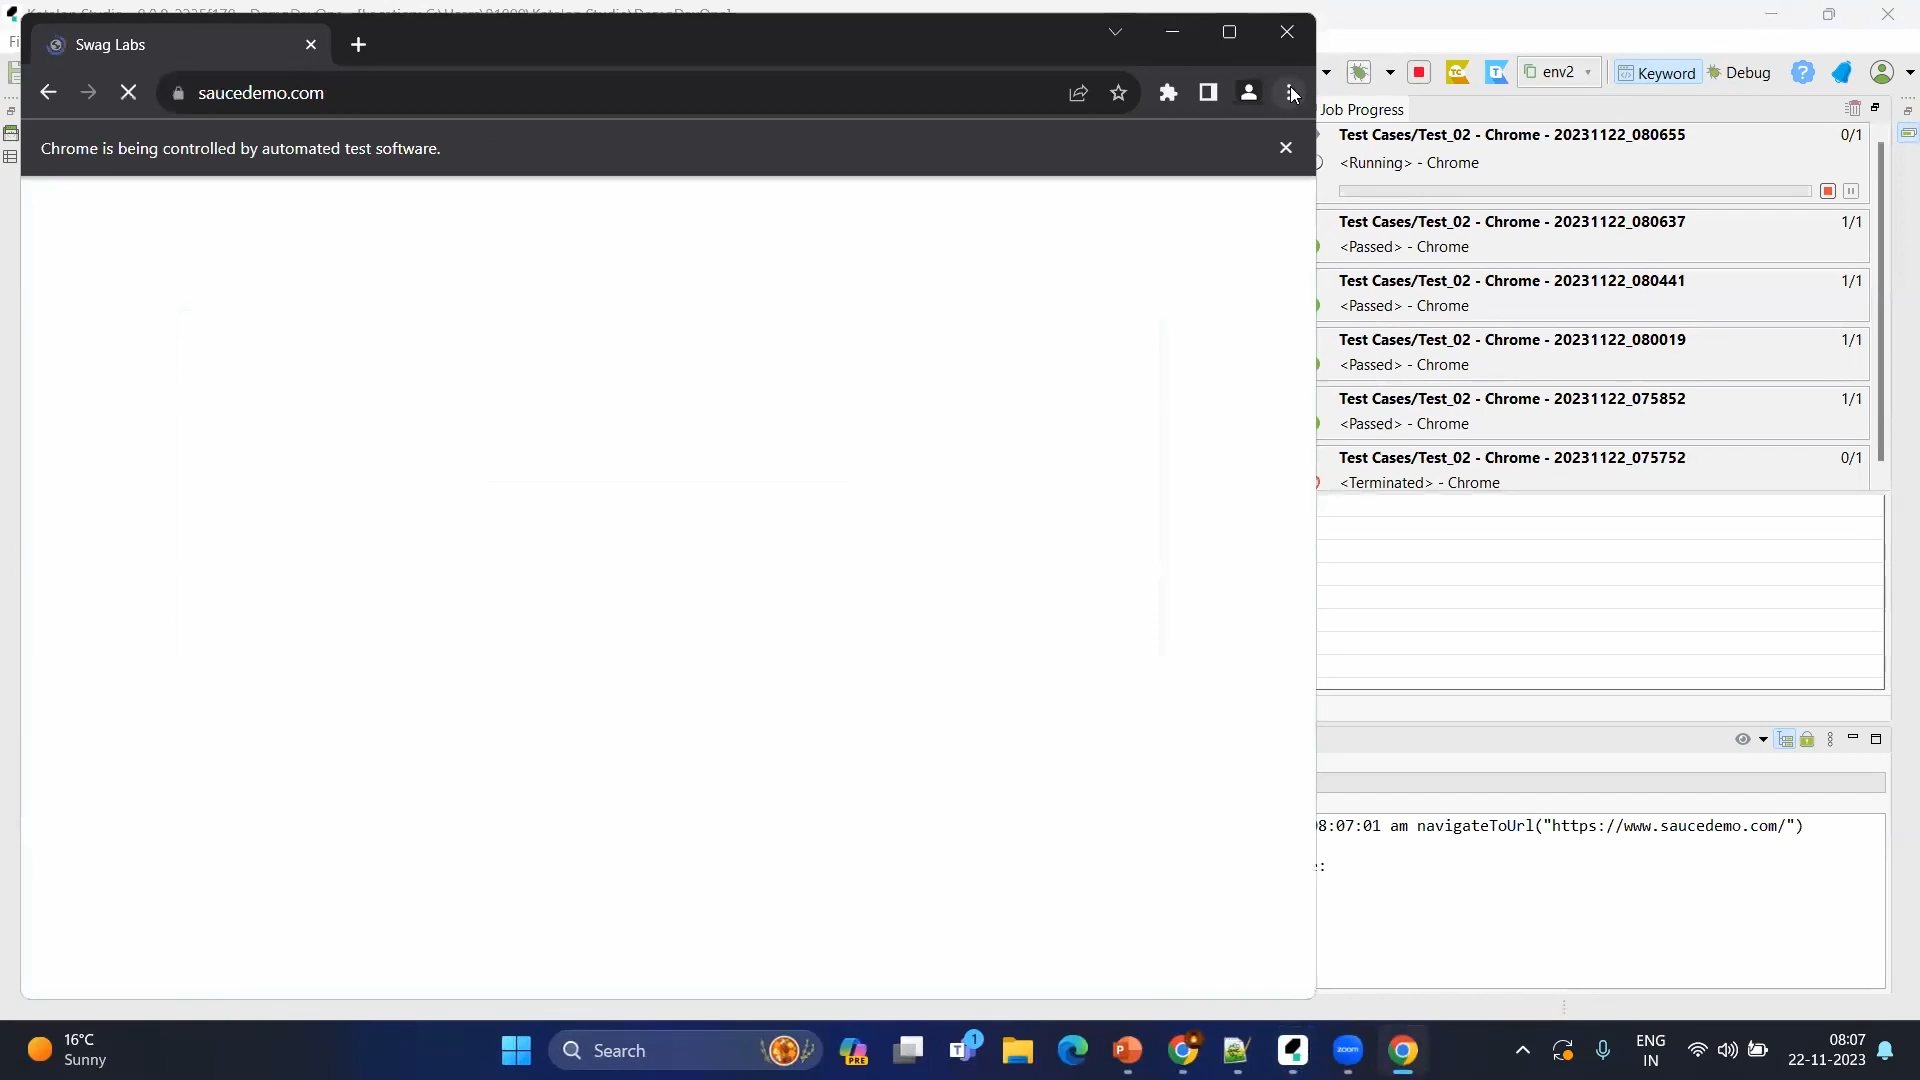 Swag Labs
saucedemo.com
Chrome is being controlled by automated test software.
env2
Keyword
Debug
Job Progress
Test Cases/Test_02 - Chrome - 20231122_080655 0/1
<Running> - Chrome
Test Cases/Test_02 - Chrome - 20231122_080637 1/1
<Passed> - Chrome
Test Cases/Test_02 - Chrome - 20231122_080441 1/1
<Passed> - Chrome
Test Cases/Test_02 - Chrome - 20231122_080019 1/1
<Passed> - Chrome
Test Cases/Test_02 - Chrome - 20231122_075852 1/1
<Passed> - Chrome
Test Cases/Test_02 - Chrome - 20231122_075752 0/1
<Terminated> - Chrome
8:07:01 am navigateToUrl("https://www.saucedemo.com/")
16°C
Sunny
Search
PRE
1
zoom
ENG
IN
08:07
22-11-2023